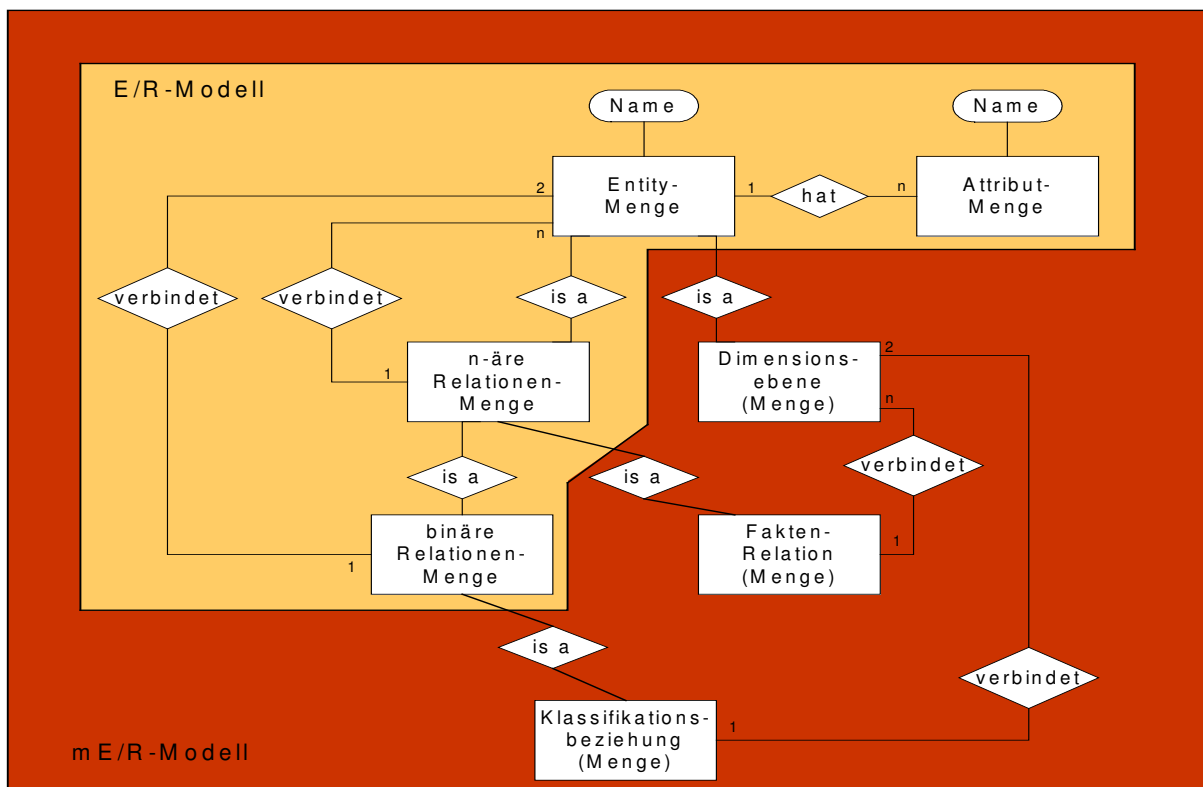 E/R-Modell
Name
Name
Entity-
Menge
1
hat
n
Attribut-
Menge
2
n
verbindet
verbindet
is a
is a
n-äre
Relationen-
Menge
1
Dimensions-
ebene
(Menge)
2
n
is a
is a
verbindet
binäre
Relationen-
Menge
1
Fakten-
Relation
(Menge)
1
is a
verbindet
Klassifikations-
beziehung
(Menge)
1
mE/R-Modell